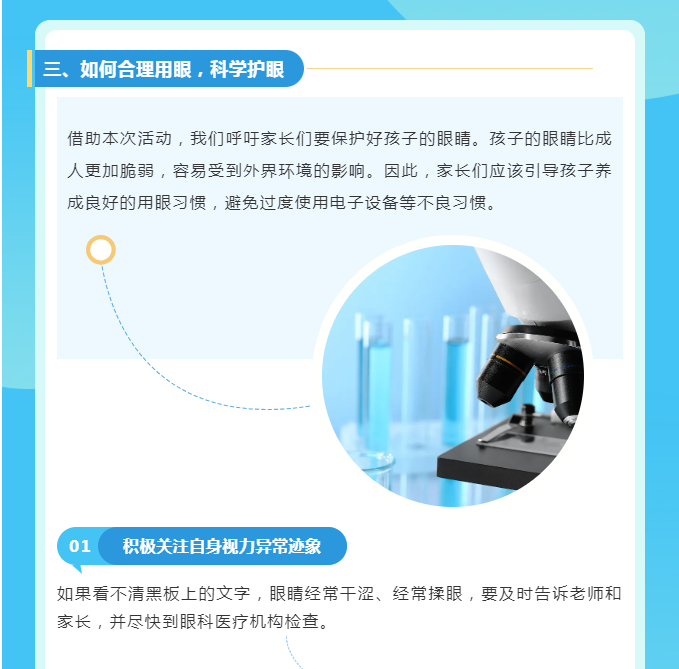 三、如何合理用眼，科学护眼
借助本次活动，我们呼吁家长们要保护好孩子的眼睛。孩子的眼睛比成
人更加脆弱，容易受到外界环境的影响。因此，家长们应该引导孩子养
成良好的用眼习惯，避免过度使用电子设备等不良习惯。
01 积极关注自身视力异常迹象
如果看不清黑板上的文字，眼睛经常干涩、经常揉眼，要及时告诉老师和
家长，并尽快到眼科医疗机构检查。